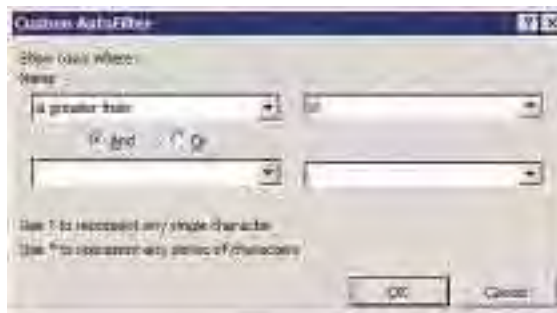 Custom AutoFilter
Show rows where:
Name
is greater than
And Or
Use ? to represent any single character
Use * to represent any series of characters
OK Cancel